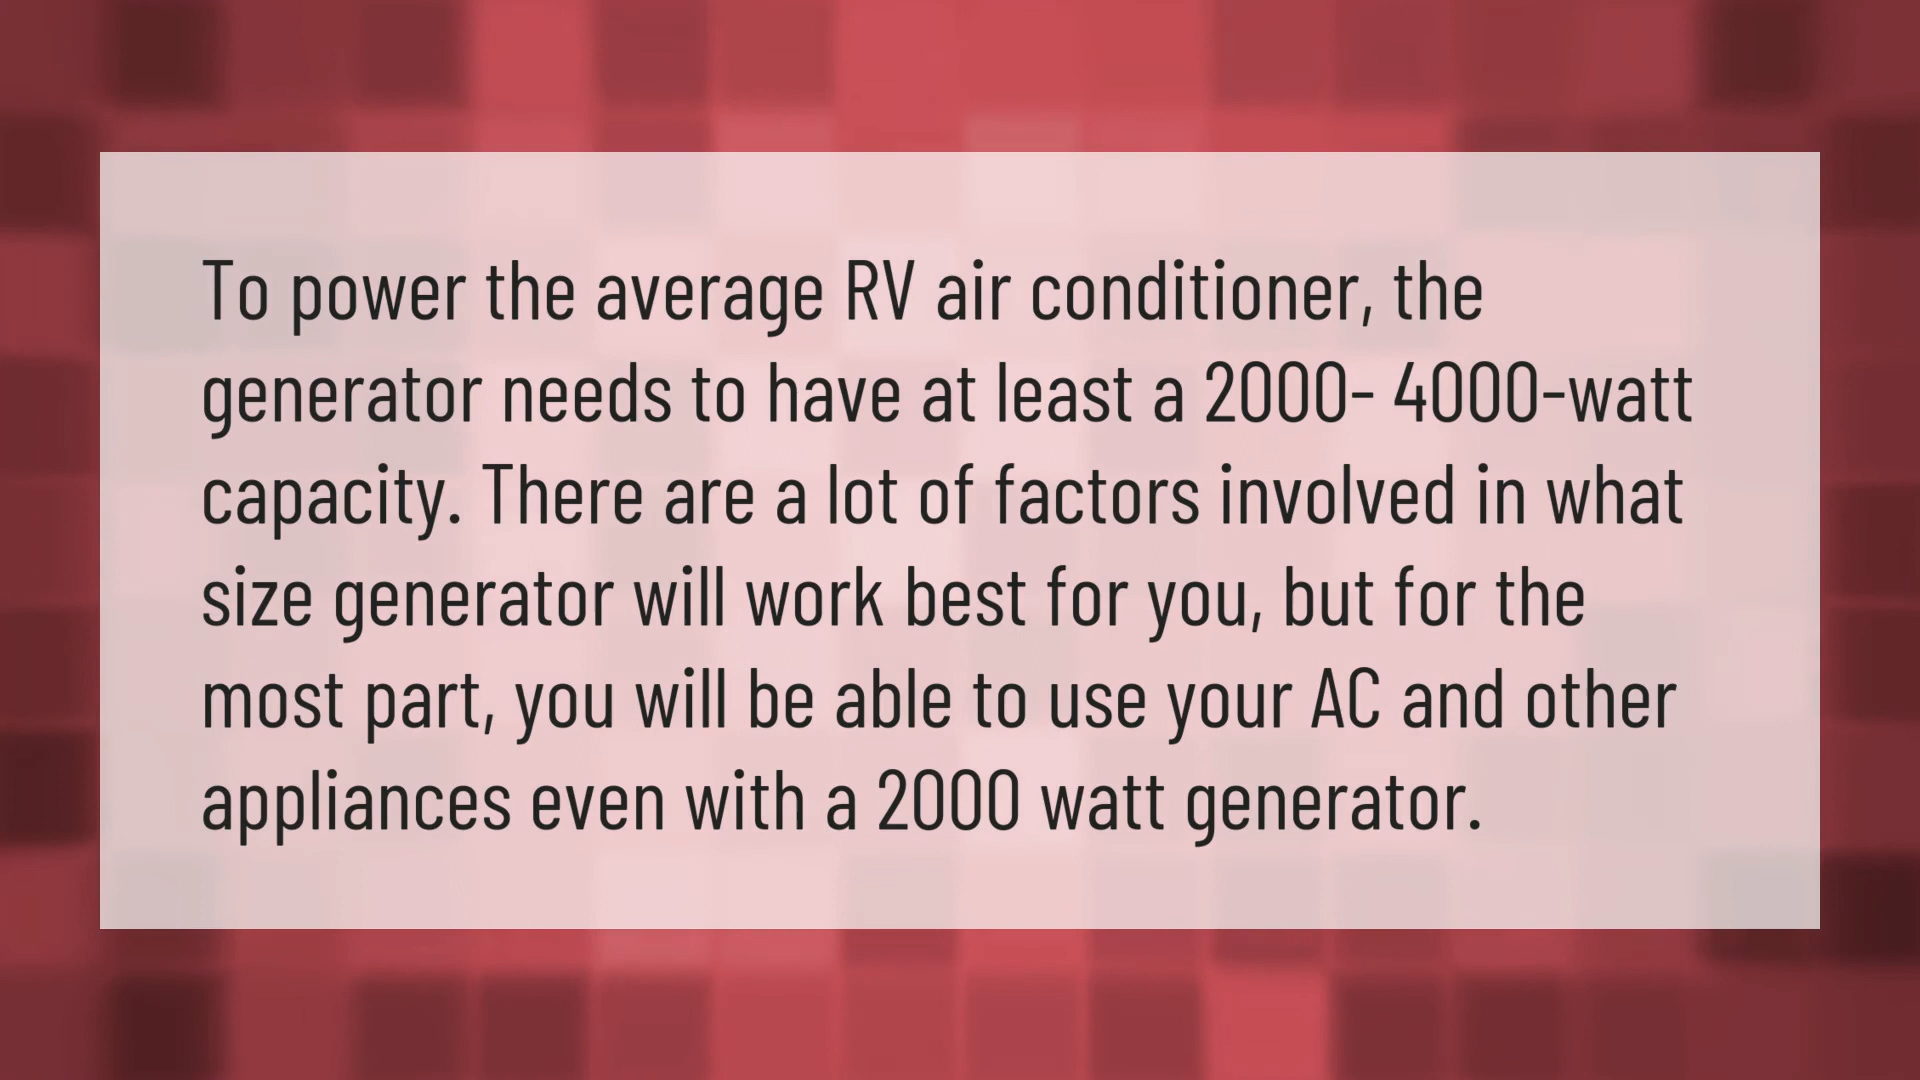 To power the average RV air conditioner, the
generator needs to have at least a 2000- 4000-watt
capacity. There are a lot of factors involved in what
size generator will work best for you, but for the
most part, you will be able to use your AC and other
appliances even with a 2000 watt generator.